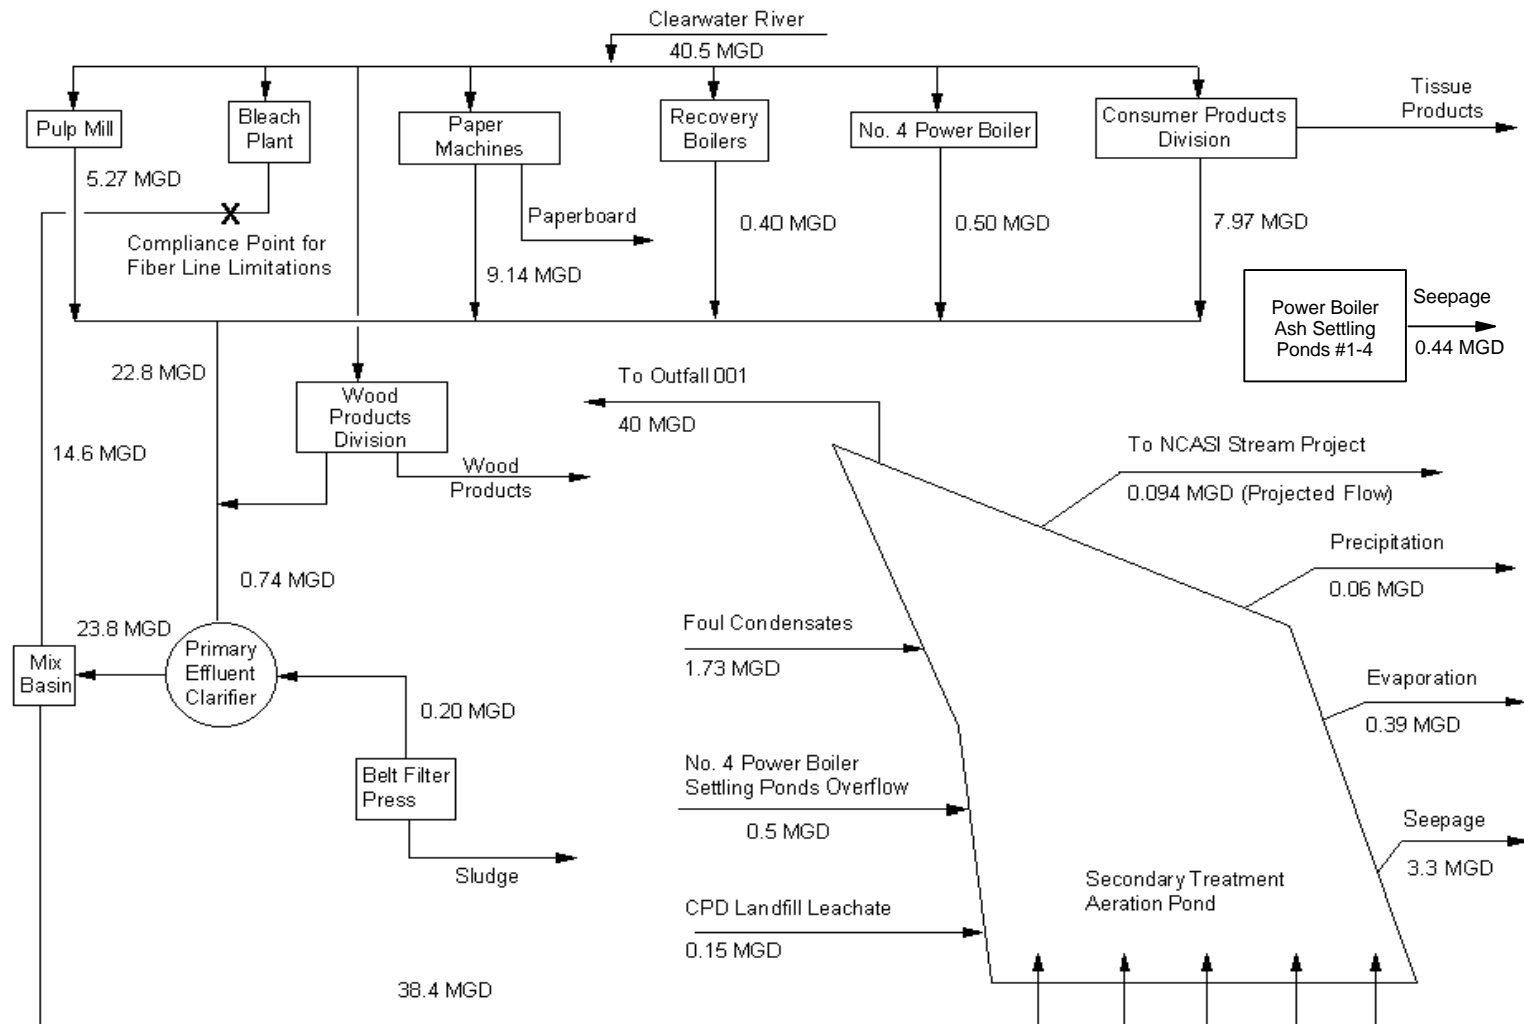 Clearwater River
40.5 MGD
Pulp Mill
Bleach
Plant
Paper
Machines
Recovery
Boilers
No. 4 Power Boiler
Consumer Products
Division
Tissue
Products
5.27 MGD
X
Compliance Point for
Fiber Line Limitations
Paperboard
9.14 MGD
0.40 MGD
0.50 MGD
7.97 MGD
Power Boiler
Ash Settling
Ponds #1-4
Seepage
0.44 MGD
22.8 MGD
Wood
Products
Division
To Outfall 001
40 MGD
14.6 MGD
Wood
Products
To NCASI Stream Project
0.094 MGD (Projected Flow)
Precipitation
0.06 MGD
0.74 MGD
23.8 MGD
Mix
Basin
Primary
Effluent
Clarifier
Foul Condensates
1.73 MGD
Evaporation
0.39 MGD
0.20 MGD
Belt Filter
Press
No. 4 Power Boiler
Settling Ponds Overflow
0.5 MGD
Seepage
3.3 MGD
Sludge
Secondary Treatment
Aeration Pond
CPD Landfill Leachate
0.15 MGD
38.4 MGD